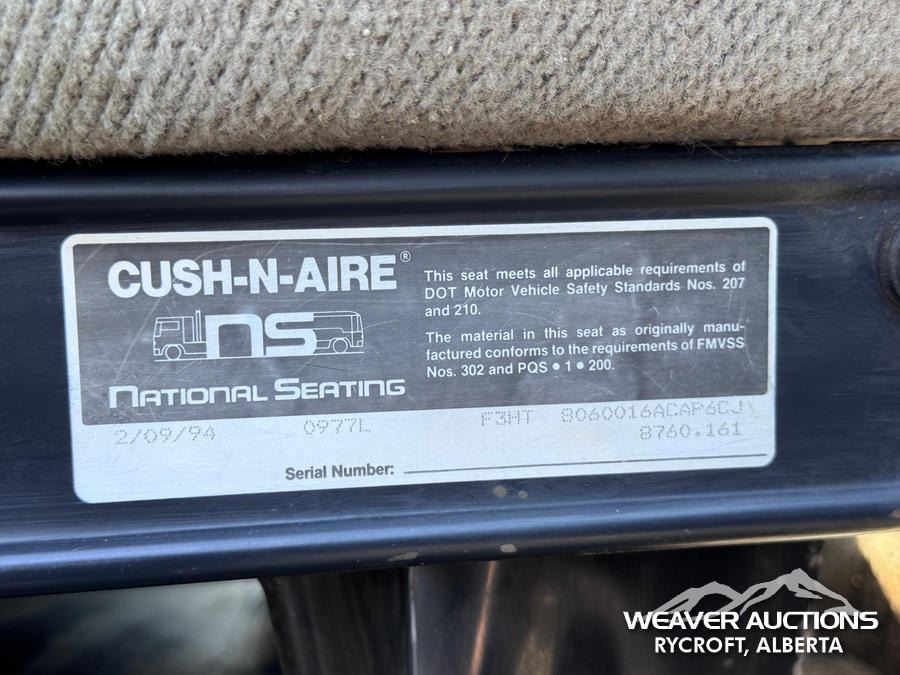 CUSH-N-AIRE®
ns
NATIONAL SEATING
This seat meets all applicable requirements of
DOT Motor Vehicle Safety Standards Nos. 207
and 210.
The material in this seat as originally manu-
factured conforms to the requirements of FMVSS
Nos. 302 and PQS • 1 • 200.
2/09/94 0977L F3HT 8060016ACAP6CJ\
8760.161
Serial Number:
WEAVER AUCTIONS
RYCROFT, ALBERTA